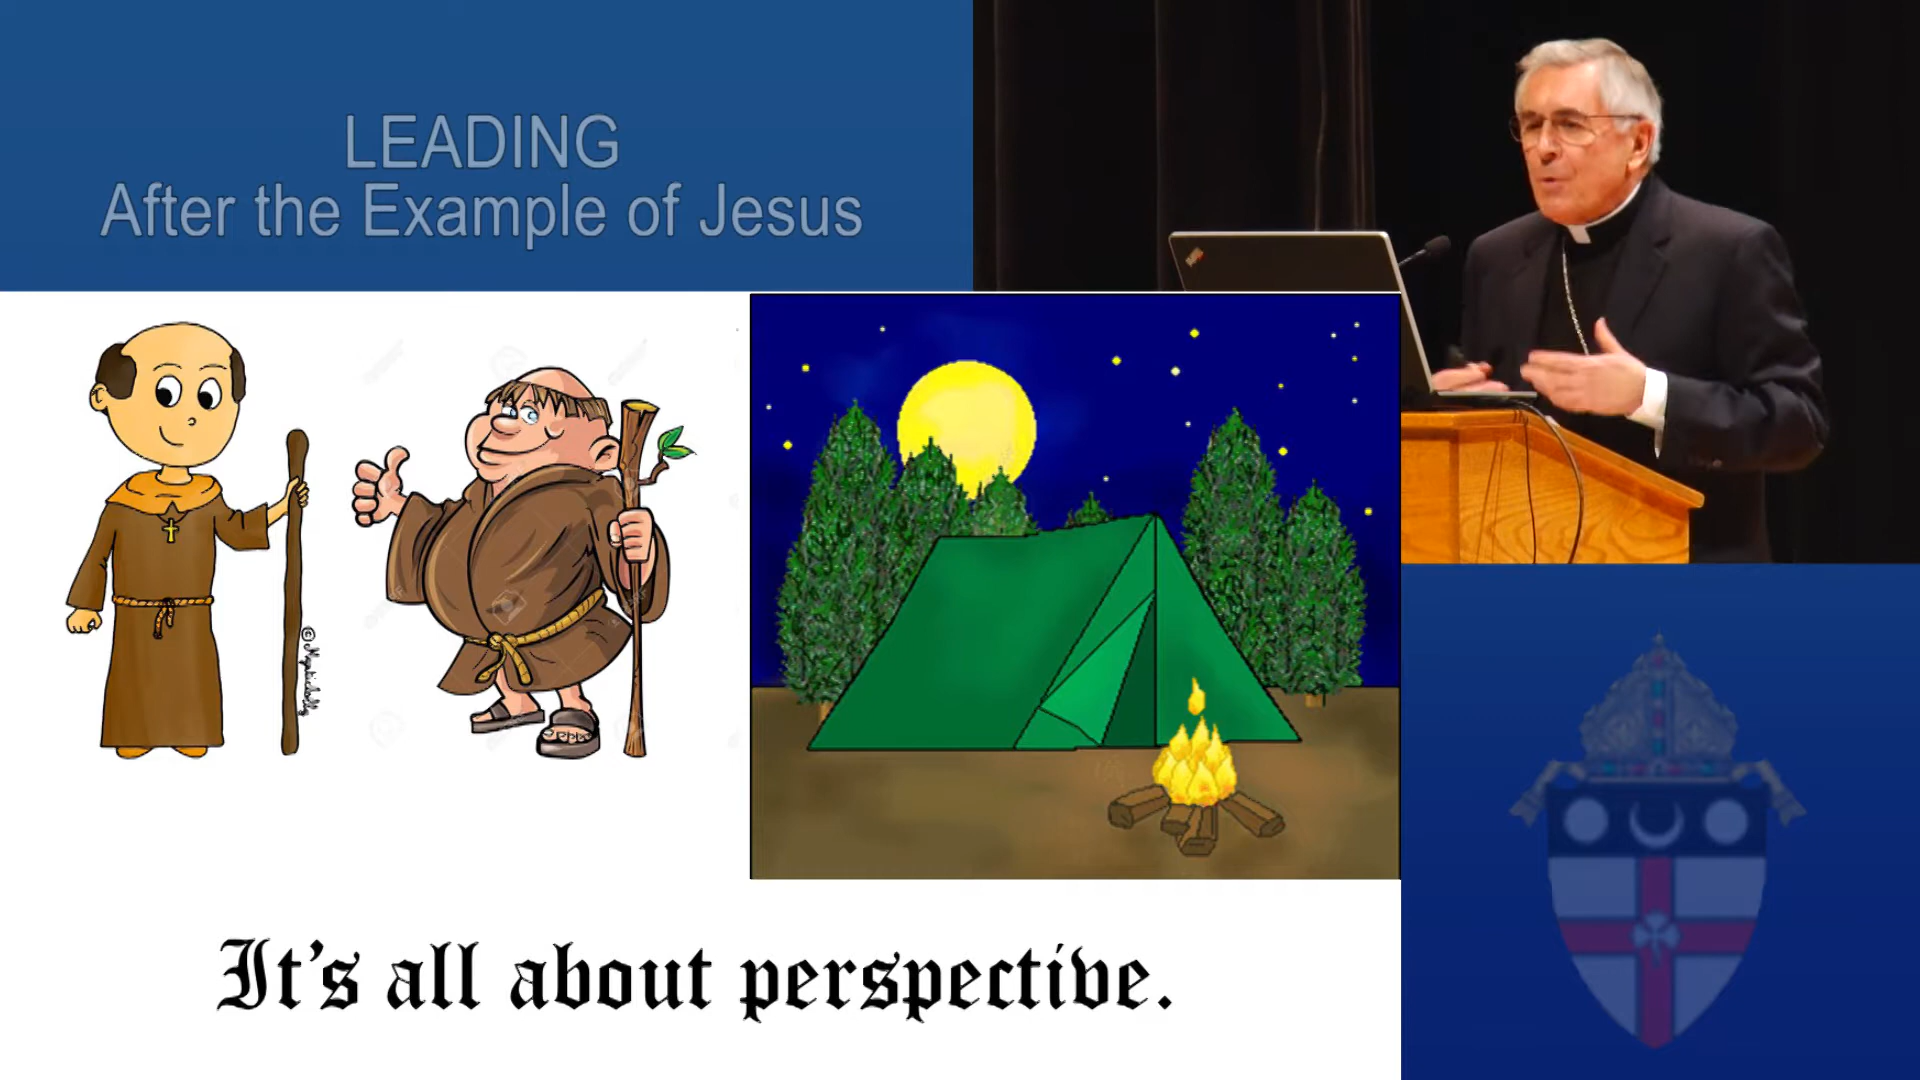 LEADING
After the Example of Jesus
It's all about perspective.